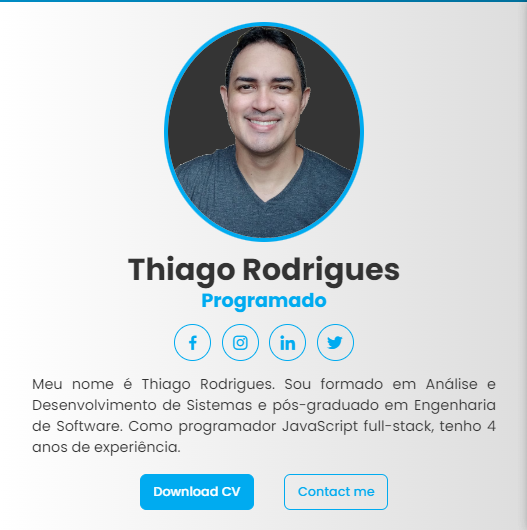 Thiago Rodrigues
Programado
Meu nome é Thiago Rodrigues. Sou formado em Análise e
Desenvolvimento de Sistemas e pós-graduado em Engenharia
de Software. Como programador JavaScript full-stack, tenho 4
anos de experiência.
Download CV
Contact me